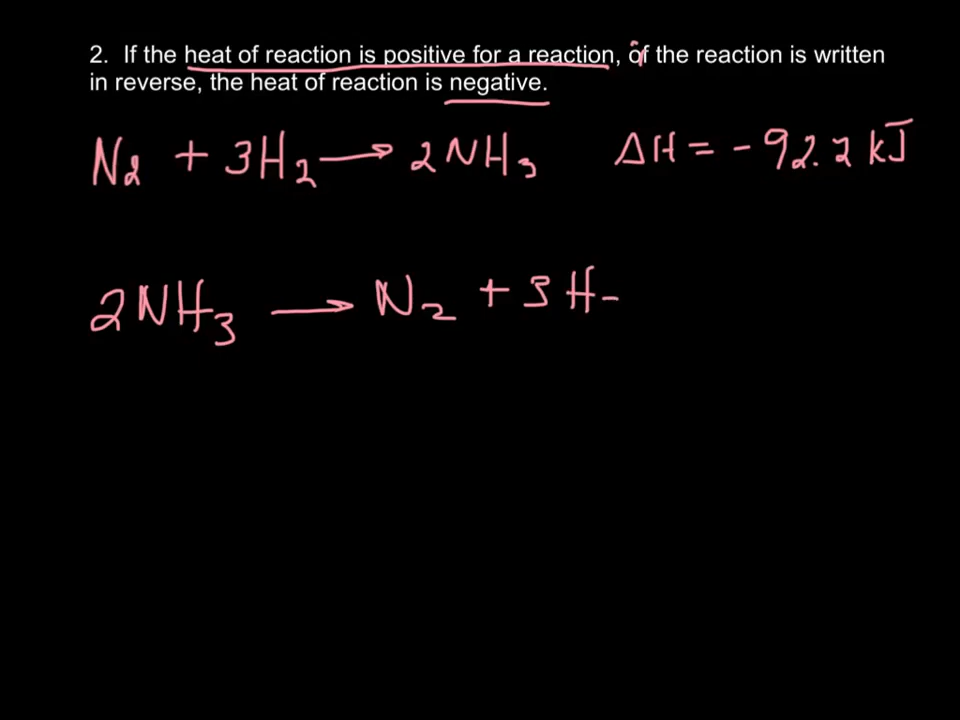 2. If the heat of reaction is positive for a reaction, if the reaction is written
in reverse, the heat of reaction is negative.
N2 + 3H2 → 2NH3 ΔH = -92.2 kJ
2NH3 → N2 + 3H-